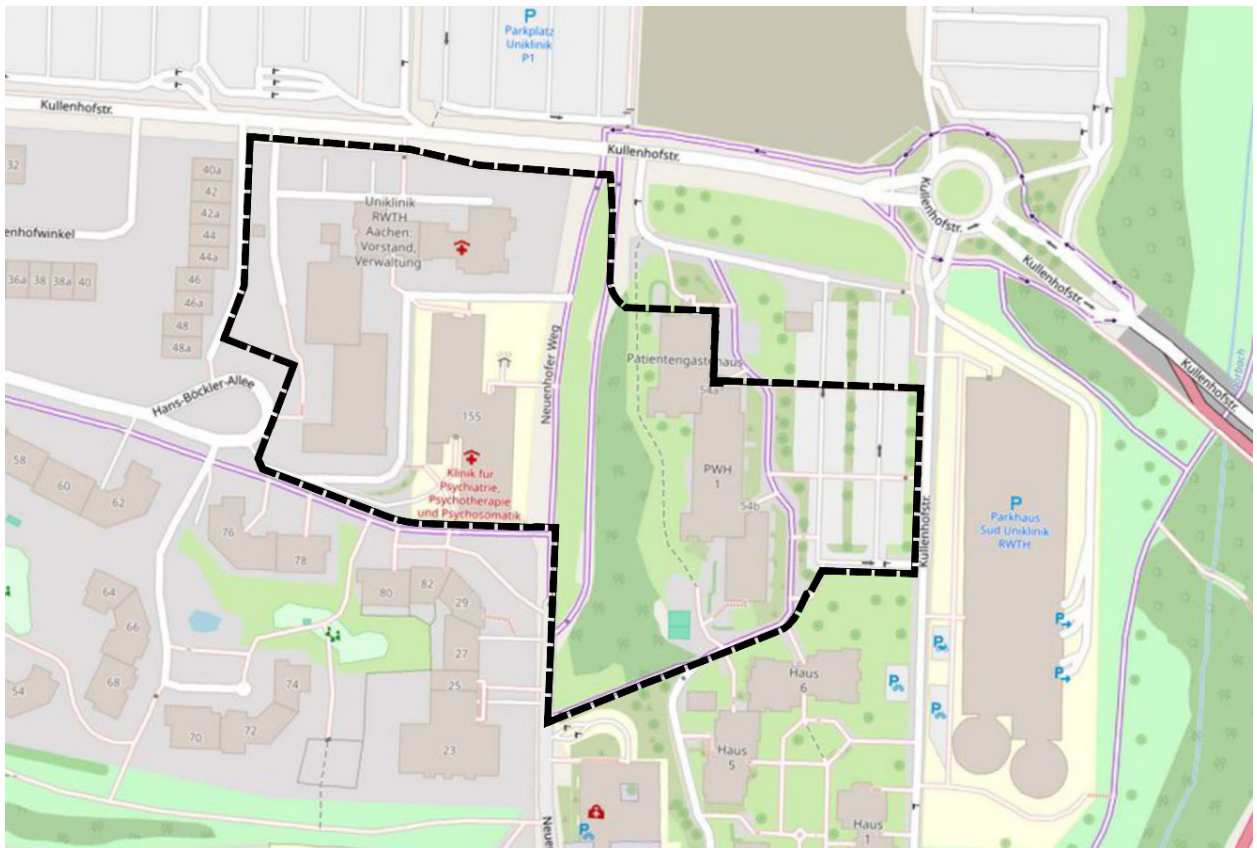 P
Parkplatz
Uniklinik
P1
Kullenhofstr.
Kullenhofstr.
Kullenhofstr.
Kullenhofstr.
Kullenhofstr.
32
40a
42
42a
44
44a
46
46a
48
48a
enhofwinkel
36a
38
38a
40
Uniklinik
RWTH
Aachen:
Vorstand,
Verwaltung
Hans-Böckler-Allee
Neuenhofer Weg
Patientengästehaus
54a
PWH
1
54b
155
Klinik für
Psychiatrie,
Psychotherapie
und Psychosomatik
Kullenhofstr.
P
Parkhaus
Süd Uniklinik
RWTH
58
60
62
76
78
64
66
68
54
70
72
74
80
82
29
27
25
23
Haus
6
Haus
5
Haus
1
P
P
P
P
P
P
Neue